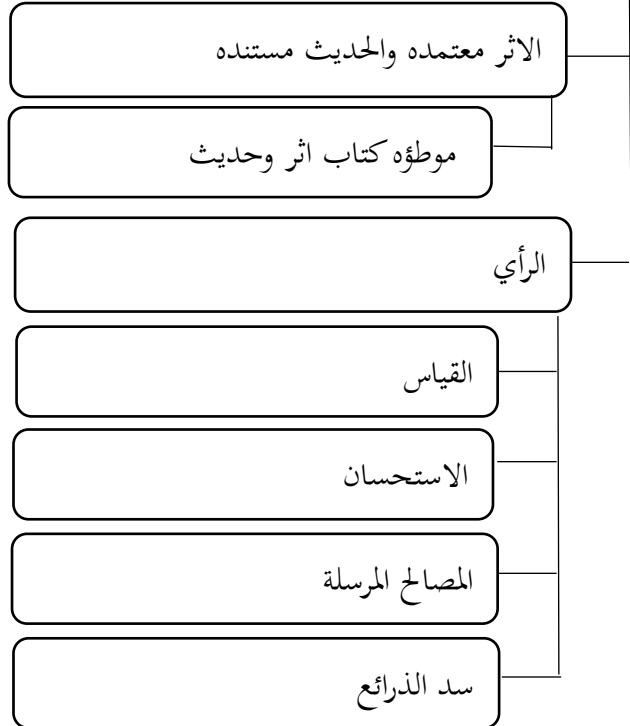 الاثر معتمده والحديث مستنده
موطؤه كتاب اثر وحديث
الرأي
القياس
الاستحسان
المصالح المرسلة
سد الذرائع